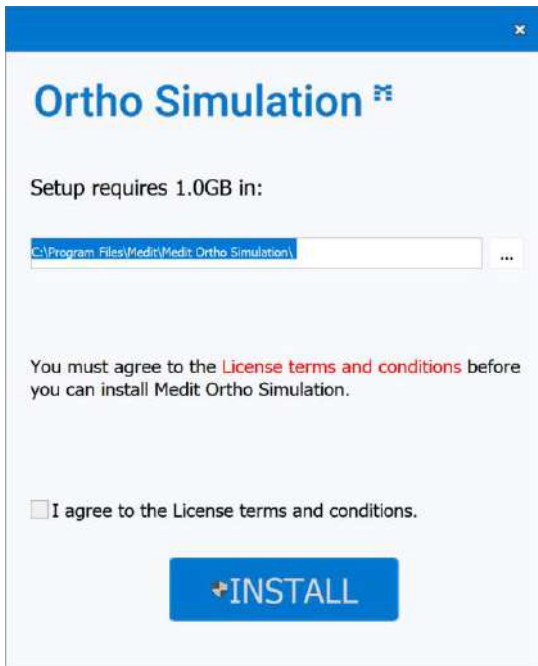 Ortho Simulation
Setup requires 1.0GB in:
C:\Program Files\Medit\Medit Ortho Simulation\
...
You must agree to the License terms and conditions before
you can install Medit Ortho Simulation.
I agree to the License terms and conditions.
INSTALL